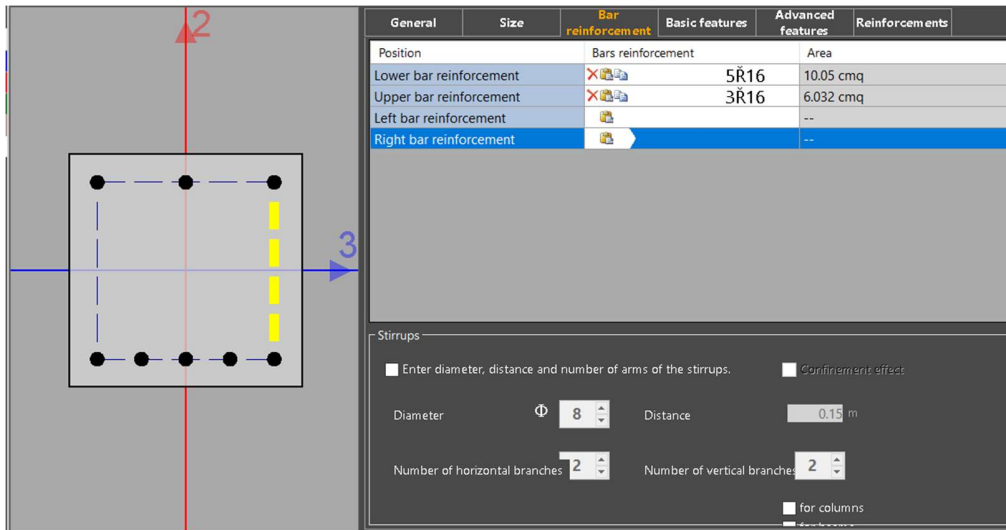 2
3
General Size Bar reinforcement Basic features Advanced features Reinforcements
Position Bars reinforcement Area
Lower bar reinforcement 5Ř16 10.05 cmq
Upper bar reinforcement 3Ř16 6.032 cmq
Left bar reinforcement --
Right bar reinforcement --
Stirrups
Enter diameter, distance and number of arms of the stirrups. Confinement effect
Diameter Φ 8 Distance 0.15 m
Number of horizontal branches 2 Number of vertical branches 2
for columns